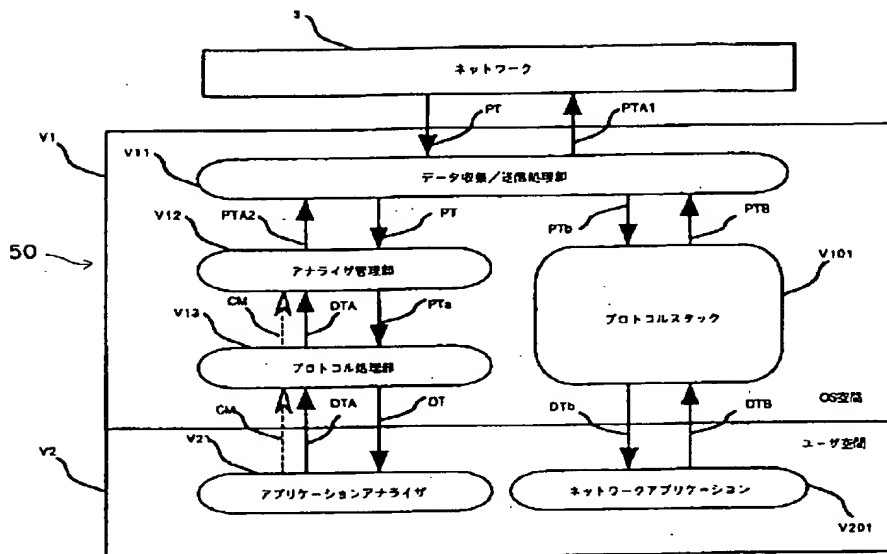 3
ネットワーク
PT
PTA1
V1
V11
データ収集/送信処理部
V12
PTA2
PT
PTb
PTB
50
アナライザ管理部
V101
CM
DTA
PTa
プロトコルスタック
V13
プロトコル処理部
CM
DTA
DT
DTb
DTB
OS空間
V2
V21
ユーザ空間
アプリケーションアナライザ
ネットワークアプリケーション
V201